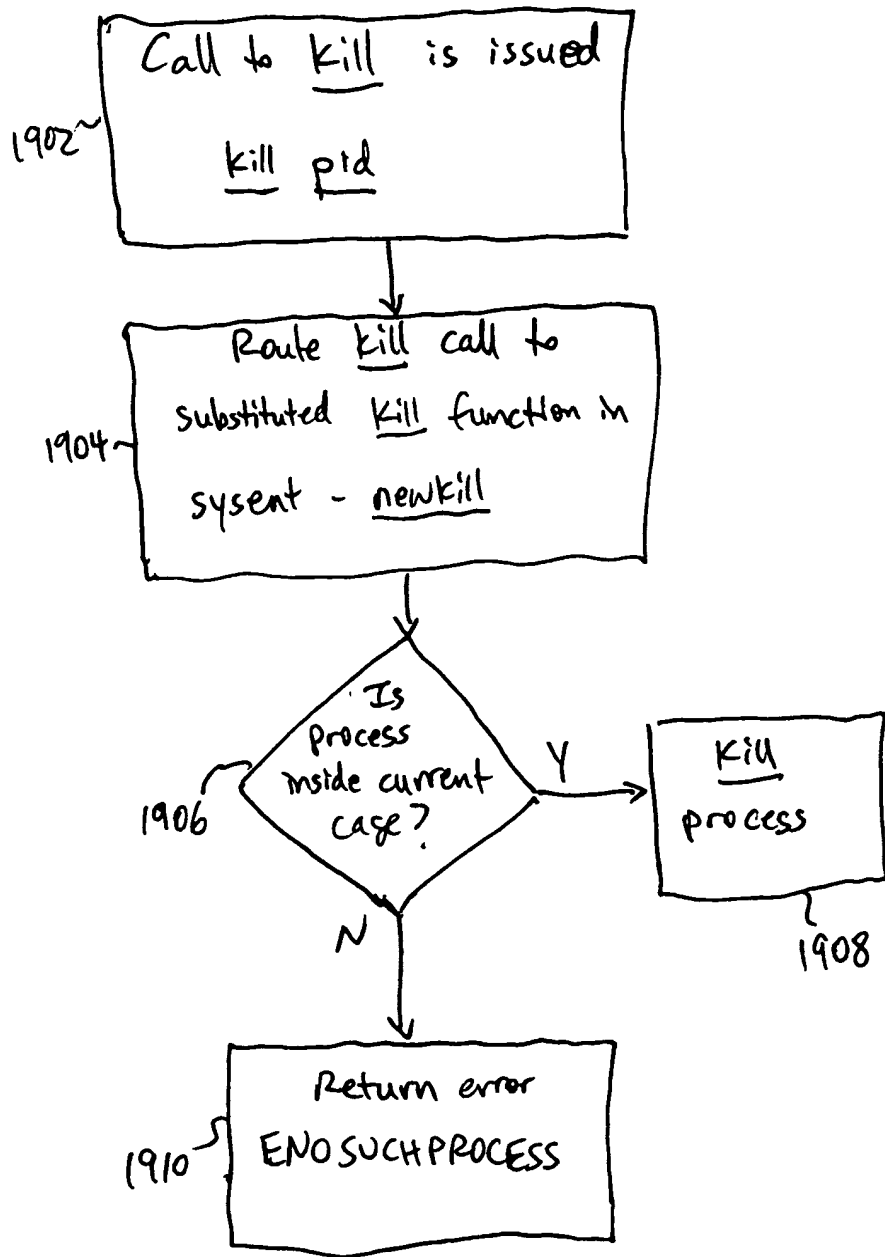 Call to kill is issued
1902
kill pid
Route kill call to
substituted kill function in
1904
sysent - newkill
Is
process
inside current
case?
1906
Y
Kill
process
1908
N
Return error
ENOSUCHPROCESS
1910